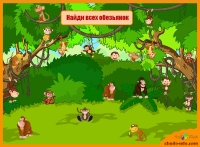 Найди всех обезьянок